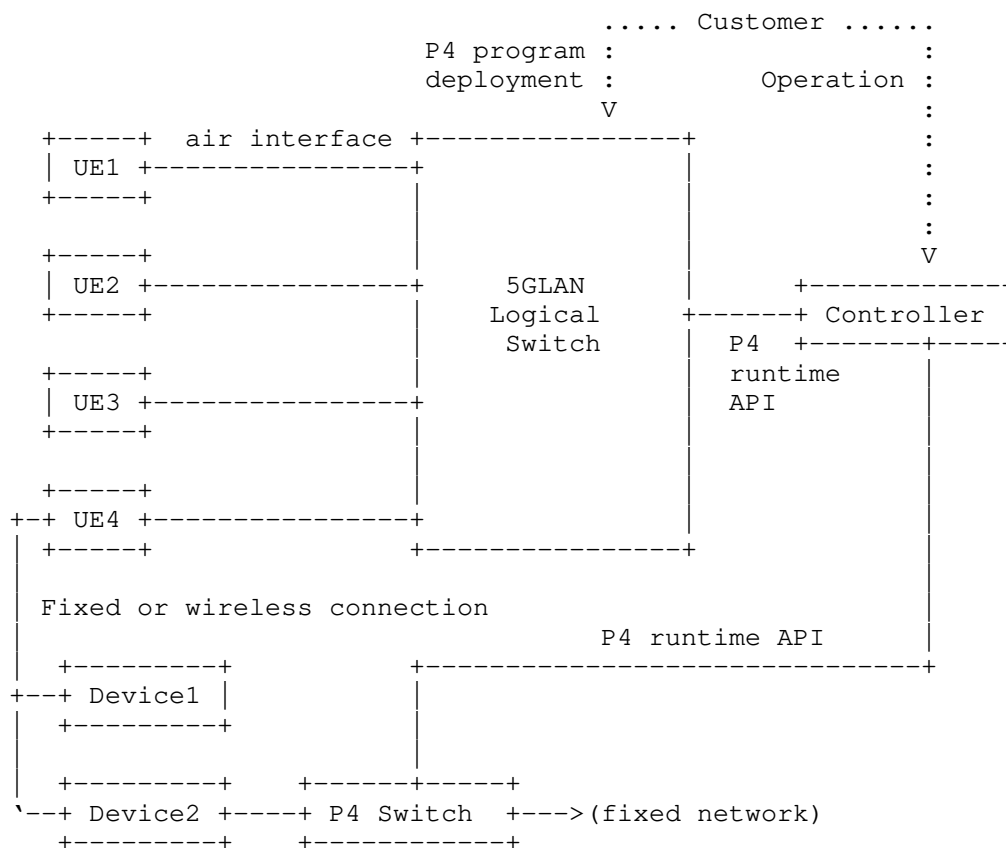 Customer
P4 program
deployment
Operation
air interface
UE1
UE2
5GLAN
Logical
Switch
Controller
P4
runtime
API
UE3
UE4
Fixed or wireless connection
P4 runtime API
Device1
Device2
P4 Switch
(fixed network)